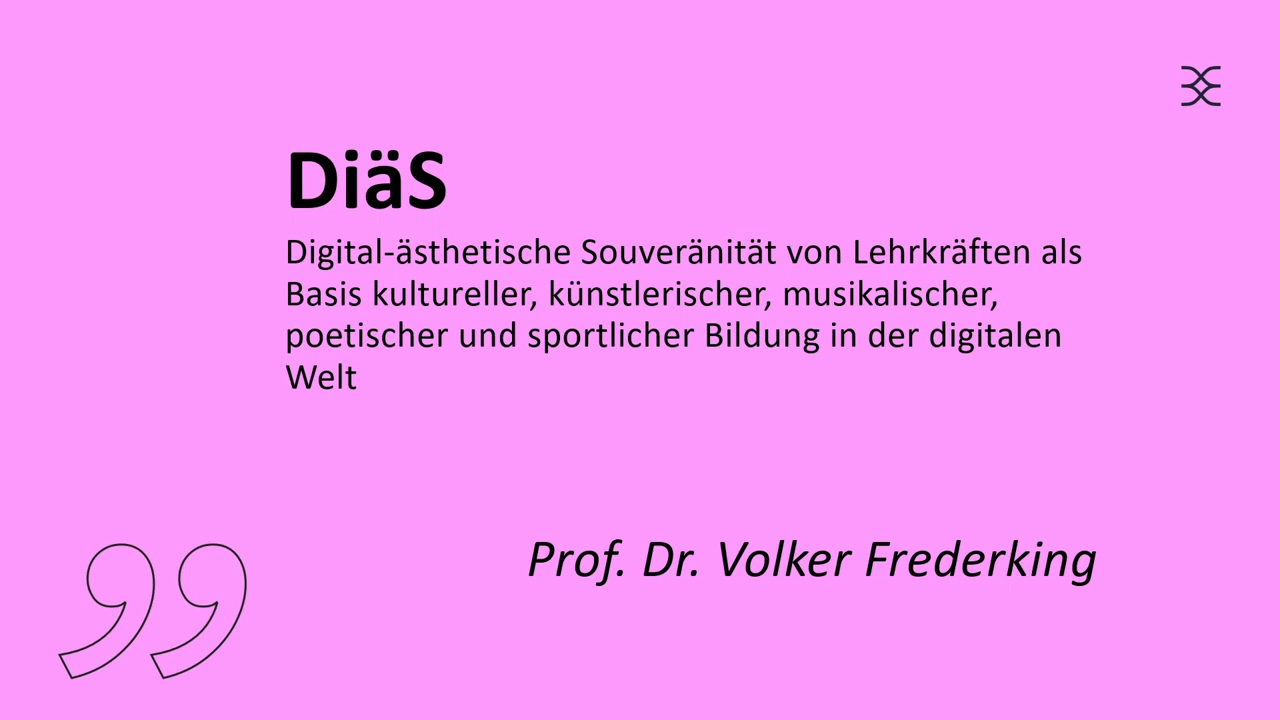 DiäS
Digital-ästhetische Souveränität von Lehrkräften als
Basis kultureller, künstlerischer, musikalischer,
poetischer und sportlicher Bildung in der digitalen
Welt
Prof. Dr. Volker Frederking